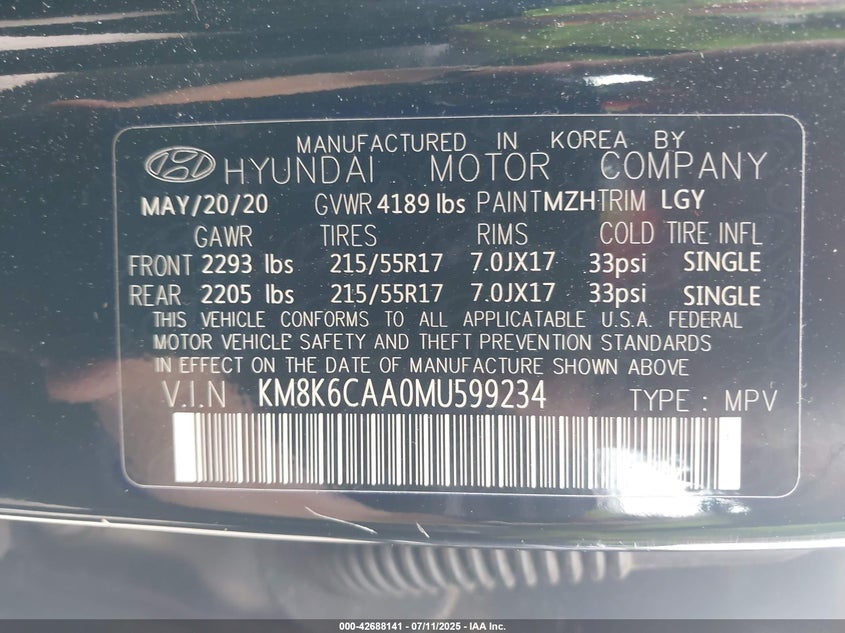 MANUFACTURED IN KOREA BY
HYUNDAI MOTOR COMPANY
MAY/20/20 GVWR 4189 lbs PAINT MZH TRIM LGY
GAWR TIRES RIMS COLD TIRE INFL
FRONT 2293 lbs 215/55R17 7.0JX17 33psi SINGLE
REAR 2205 lbs 215/55R17 7.0JX17 33psi SINGLE
THIS VEHICLE CONFORMS TO ALL APPLICATABLE U.S.A. FEDERAL
MOTOR VEHICLE SAFETY AND THEFT PREVENTION STANDARDS
IN EFFECT ON THE DATE OF MANUFACTURE SHOWN ABOVE
V.I.N KM8K6CAA0MU599234 TYPE : MPV
000-42688141 - 07/11/2025 - IAA Inc.